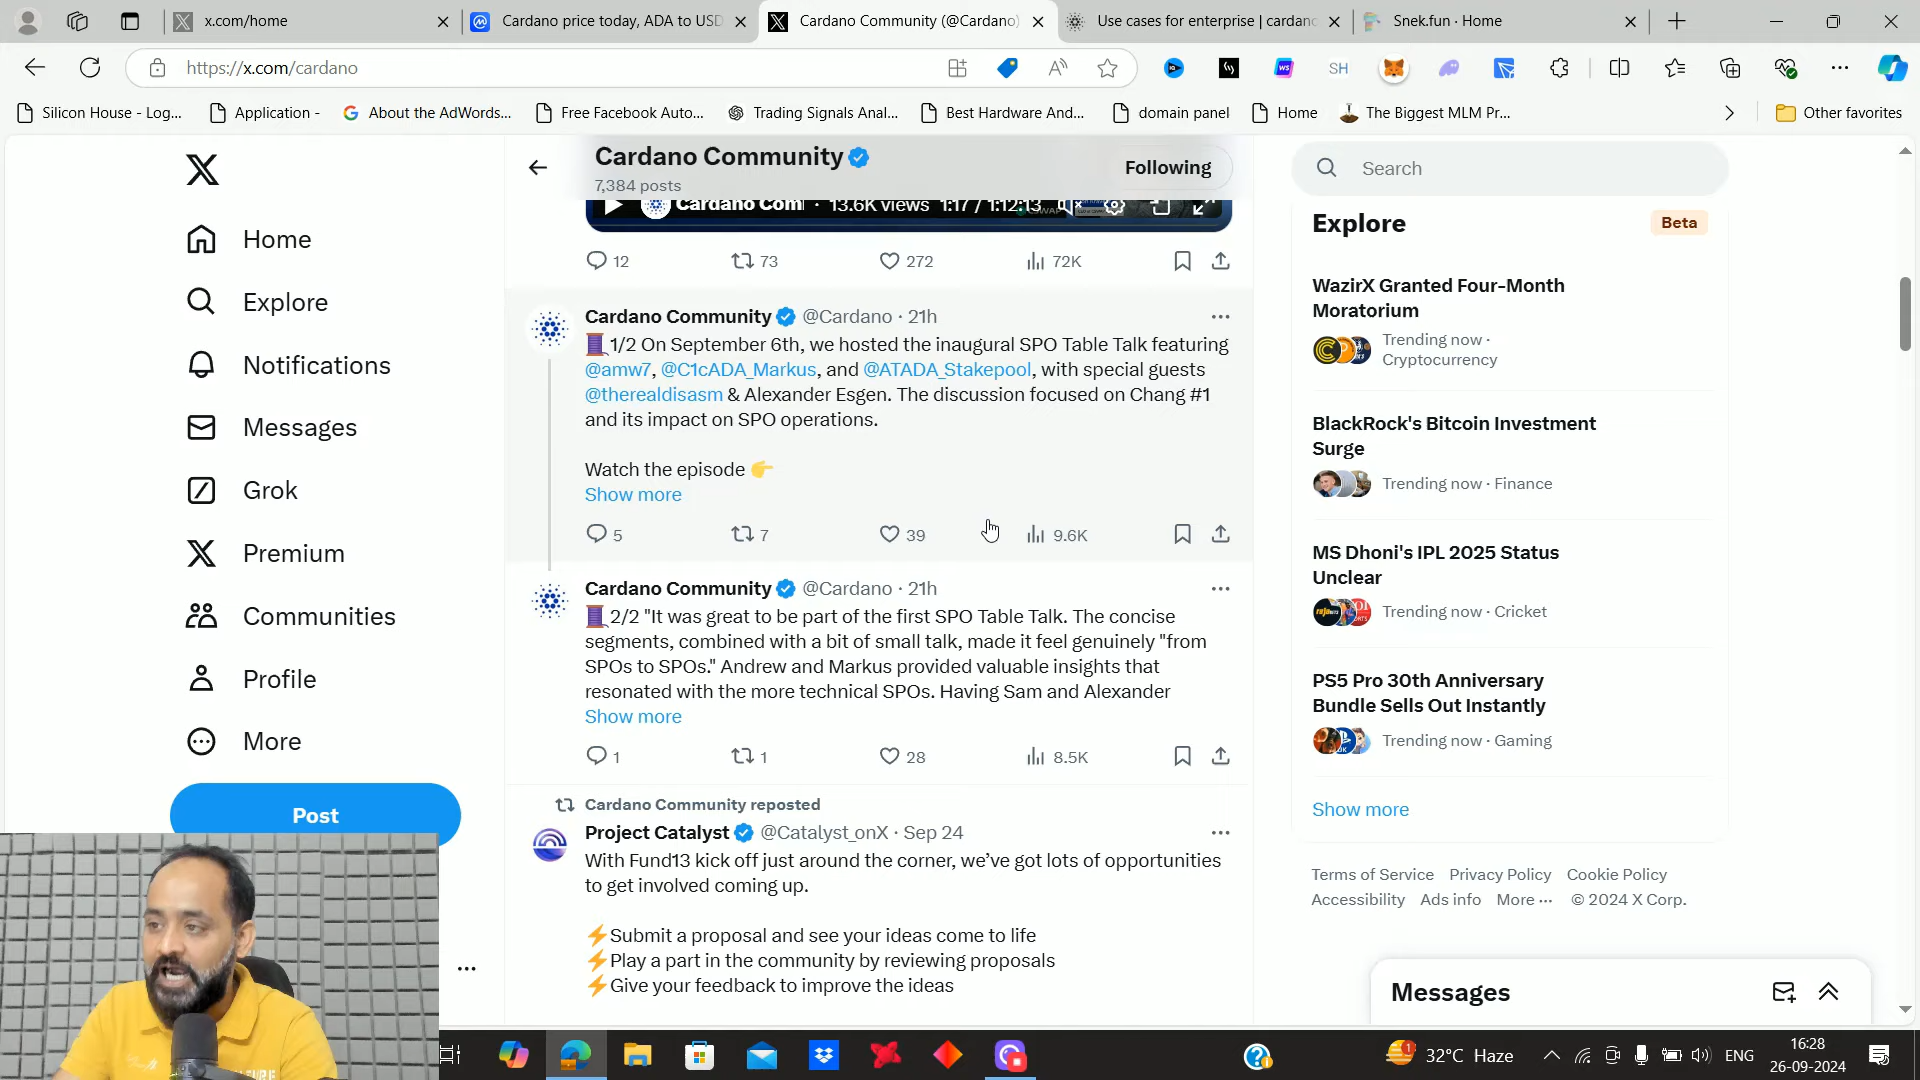 x.com/home
Cardano price today, ADA to USD
Cardano Community (@Cardano)
Use cases for enterprise | cardano
Snek.fun · Home
https://x.com/cardano
Silicon House - Log...
Application -
About the AdWords...
Free Facebook Auto...
Trading Signals Anal...
Best Hardware And...
domain panel
Home
The Biggest MLM Pr...
Other favorites
Home
Explore
Notifications
Messages
Grok
Premium
Communities
Profile
More
Post
Cardano Community
7,384 posts
Following
13.6K views 1:17 / 1:12:13
12 73 272 72K
Cardano Community @Cardano · 21h
1/2 On September 6th, we hosted the inaugural SPO Table Talk featuring
@amw7, @C1cADA_Markus, and @ATADA_Stakepool, with special guests
@therealdisasm & Alexander Esgen. The discussion focused on Chang #1
and its impact on SPO operations.
Watch the episode
Show more
5 7 39 9.6K
Cardano Community @Cardano · 21h
2/2 "It was great to be part of the first SPO Table Talk. The concise
segments, combined with a bit of small talk, made it feel genuinely "from
SPOs to SPOs." Andrew and Markus provided valuable insights that
resonated with the more technical SPOs. Having Sam and Alexander
Show more
1 1 28 8.5K
Cardano Community reposted
Project Catalyst @Catalyst_onX · Sep 24
With Fund13 kick off just around the corner, we've got lots of opportunities
to get involved coming up.
⚡Submit a proposal and see your ideas come to life
⚡Play a part in the community by reviewing proposals
⚡Give your feedback to improve the ideas
Search
Explore
Beta
WazirX Granted Four-Month
Moratorium
Trending now ·
Cryptocurrency
BlackRock's Bitcoin Investment
Surge
Trending now · Finance
MS Dhoni's IPL 2025 Status
Unclear
Trending now · Cricket
PS5 Pro 30th Anniversary
Bundle Sells Out Instantly
Trending now · Gaming
Show more
Terms of Service Privacy Policy Cookie Policy
Accessibility Ads info More ··· © 2024 X Corp.
Messages
32°C Haze
ENG
16:28
26-09-2024